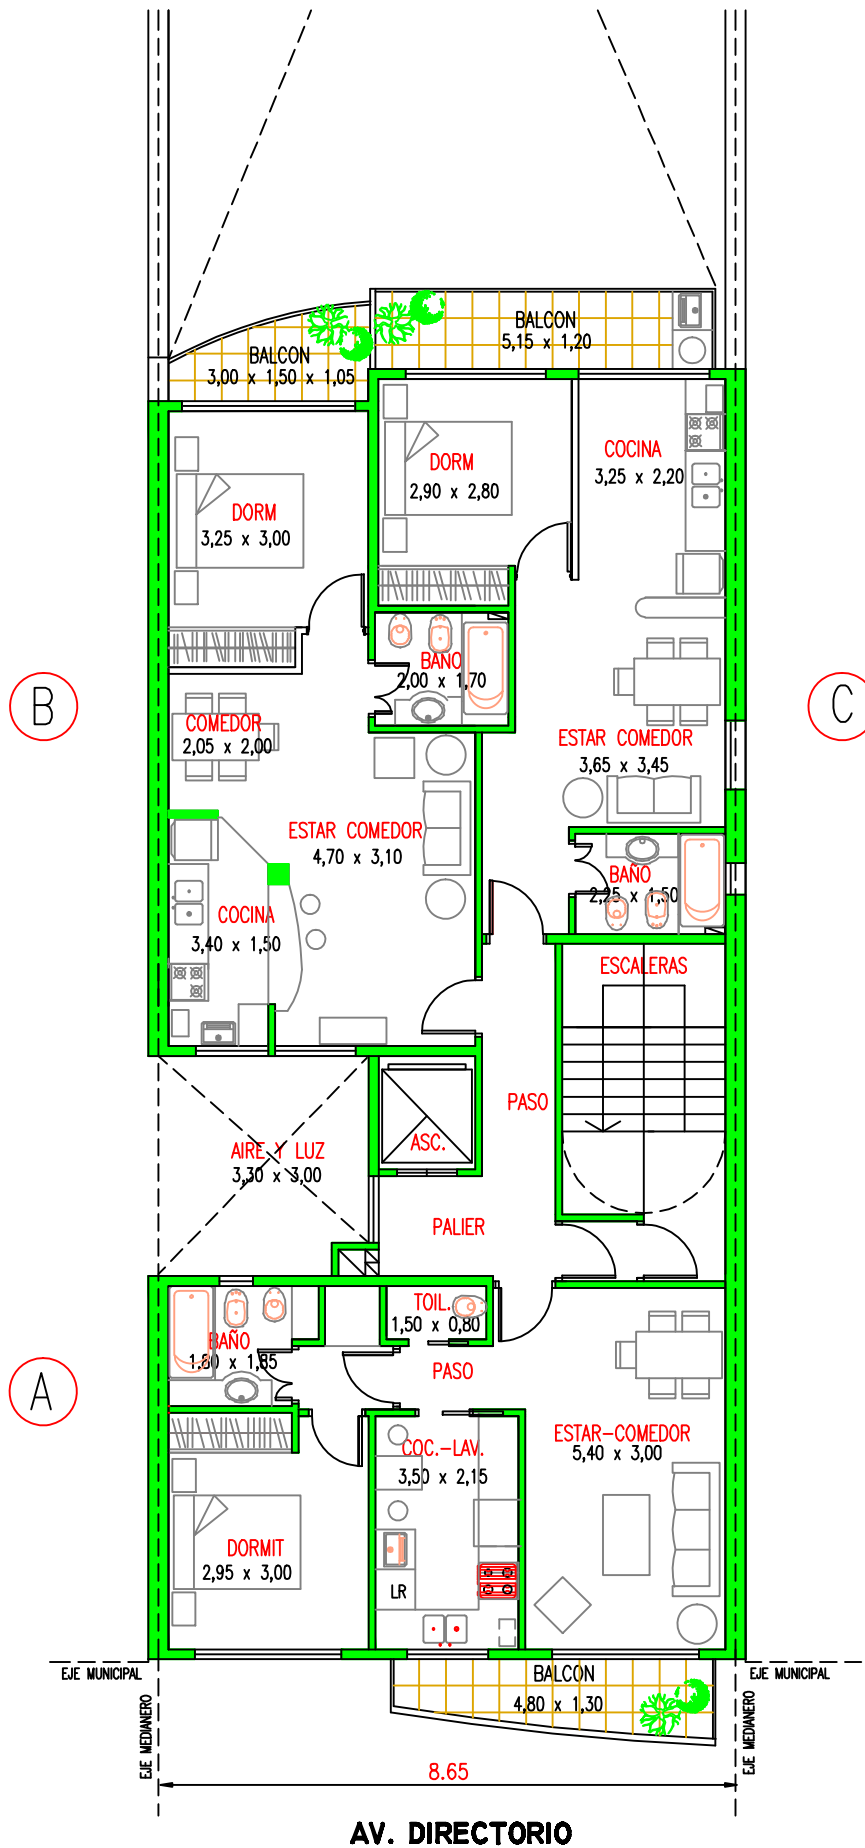 BALCON
5,15 x 1,20
BALCON
3,00 x 1,50 x 1,05
DORM
2,90 x 2,80
COCINA
3,25 x 2,20
DORM
3,25 x 3,00
BAÑO
2,00 x 1,70
B
C
COMEDOR
2,05 x 2,00
ESTAR COMEDOR
3,65 x 3,45
ESTAR COMEDOR
4,70 x 3,10
BAÑO
2,25 x 1,50
COCINA
3,40 x 1,50
ESCALERAS
PASO
ASC.
AIRE Y LUZ
3,30 x 3,00
PALIER
TOIL.
1,50 x 0,80
BAÑO
1,80 x 1,85
PASO
A
ESTAR-COMEDOR
5,40 x 3,00
COC.-LAV.
3,50 x 2,15
DORMIT
2,95 x 3,00
LR
EJE MUNICIPAL
BALCON
4,80 x 1,30
EJE MUNICIPAL
EJE MEDIANERO
EJE MEDIANERO
8.65
AV. DIRECTORIO